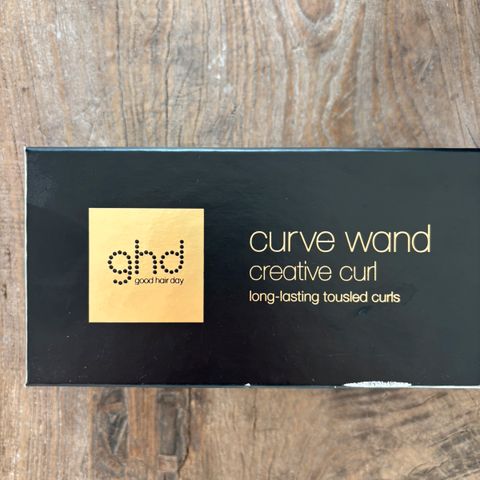 ghd
good hair day
curve wand
creative curl
long-lasting tousled curls